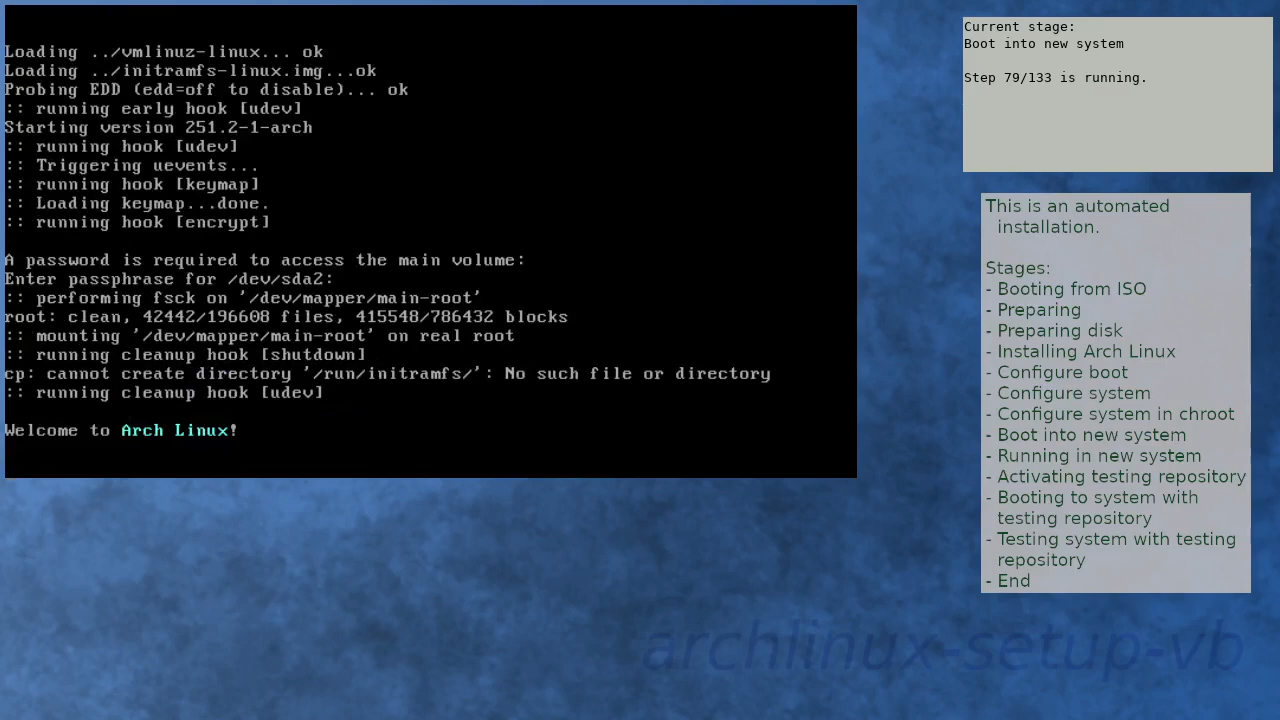 Loading ../vmlinuz-linux... ok
Loading ../initramfs-linux.img...ok
Probing EDD (edd=off to disable)... ok
:: running early hook [udev]
Starting version 251.2-1-arch
:: running hook [udev]
:: Triggering uevents...
:: running hook [keymap]
:: Loading keymap...done.
:: running hook [encrypt]
A password is required to access the main volume:
Enter passphrase for /dev/sda2:
:: performing fsck on '/dev/mapper/main-root'
root: clean, 42442/196608 files, 415548/786432 blocks
:: mounting '/dev/mapper/main-root' on real root
:: running cleanup hook [shutdown]
cp: cannot create directory '/run/initramfs/': No such file or directory
:: running cleanup hook [udev]
Welcome to Arch Linux!
Current stage:
Boot into new system
Step 79/133 is running.
This is an automated
installation.
Stages:
- Booting from ISO
- Preparing
- Preparing disk
- Installing Arch Linux
- Configure boot
- Configure system
- Configure system in chroot
- Boot into new system
- Running in new system
- Activating testing repository
- Booting to system with
testing repository
- Testing system with testing
repository
- End
archlinux-setup-vb